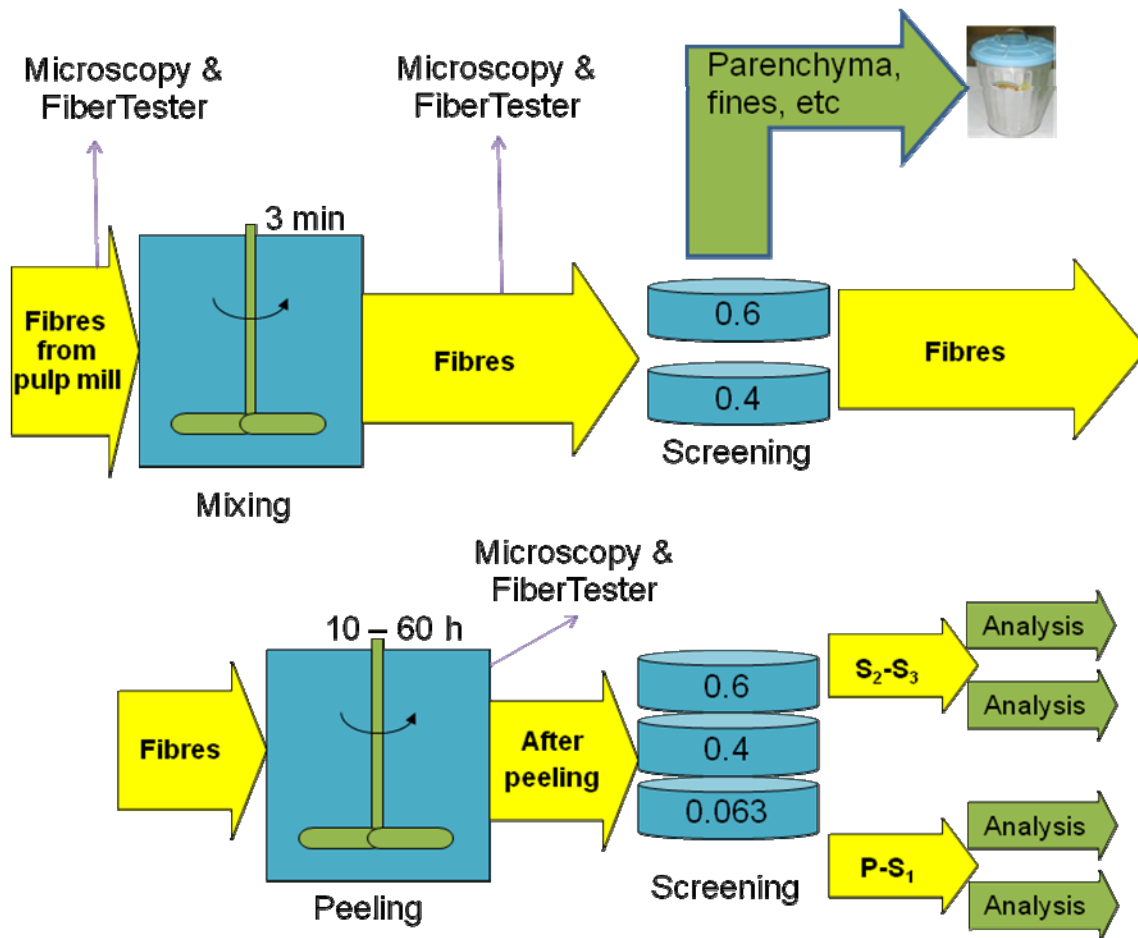 Microscopy &
FiberTester
Microscopy &
FiberTester
Parenchyma,
fines, etc
3 min
Fibres
from
pulp mill
Fibres
0.6
0.4
Fibres
Screening
Mixing
Microscopy &
FiberTester
10 – 60 h
Fibres
After
peeling
0.6
0.4
0.063
S₂-S₃
Analysis
Analysis
P-S₁
Analysis
Analysis
Peeling
Screening